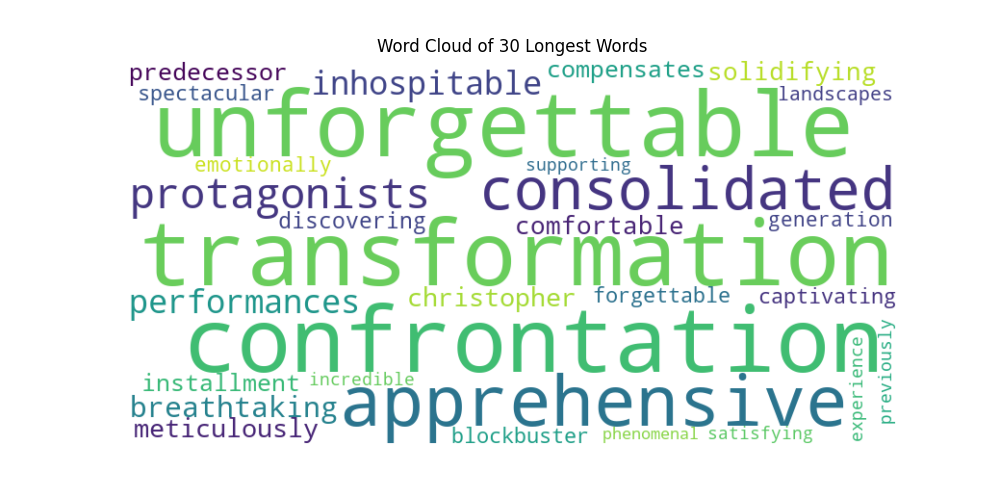 Word Cloud of 30 Longest Words
predecessor
inhospitable
compensates
solidifying
spectacular
landscapes
unforgettable
emotionally
supporting
protagonists
consolidated
discovering
comfortable
generation
transformation
performances
christopher
forgettable
captivating
confrontation
previously
experience
installment
incredible
breathtaking
apprehensive
meticulously
blockbuster
phenomenal
satisfying